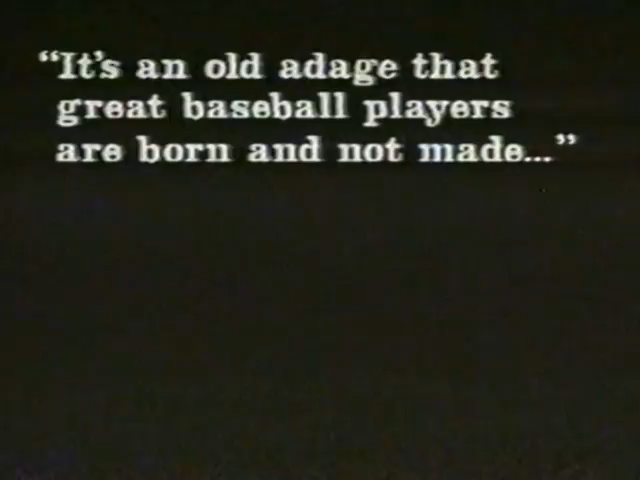 “It's an old adage that
great baseball players
are born and not made...”